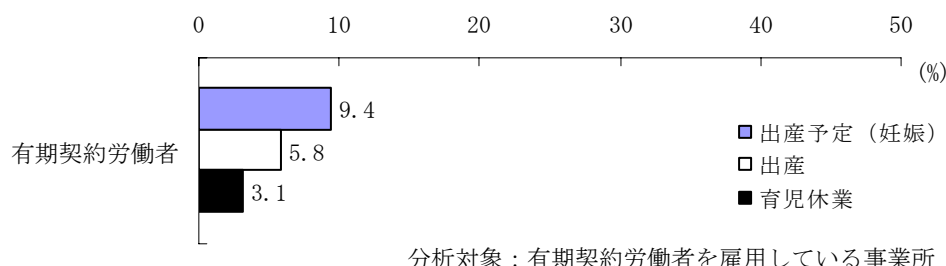 0 10 20 30 40 50
(%)
9.4
出産予定（妊娠）
有期契約労働者
5.8
出産
3.1
育児休業
分析対象：有期契約労働者を雇用している事業所